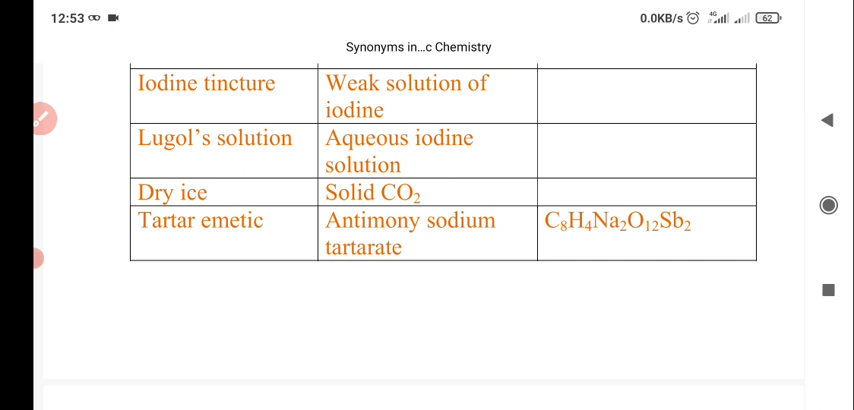 12:53
0.0KB/s 4G 62
Synonyms in...c Chemistry
Iodine tincture
Weak solution of
iodine
Lugol’s solution
Aqueous iodine
solution
Dry ice
Solid CO₂
Tartar emetic
Antimony sodium
tartarate
C₈H₄Na₂O₁₂Sb₂